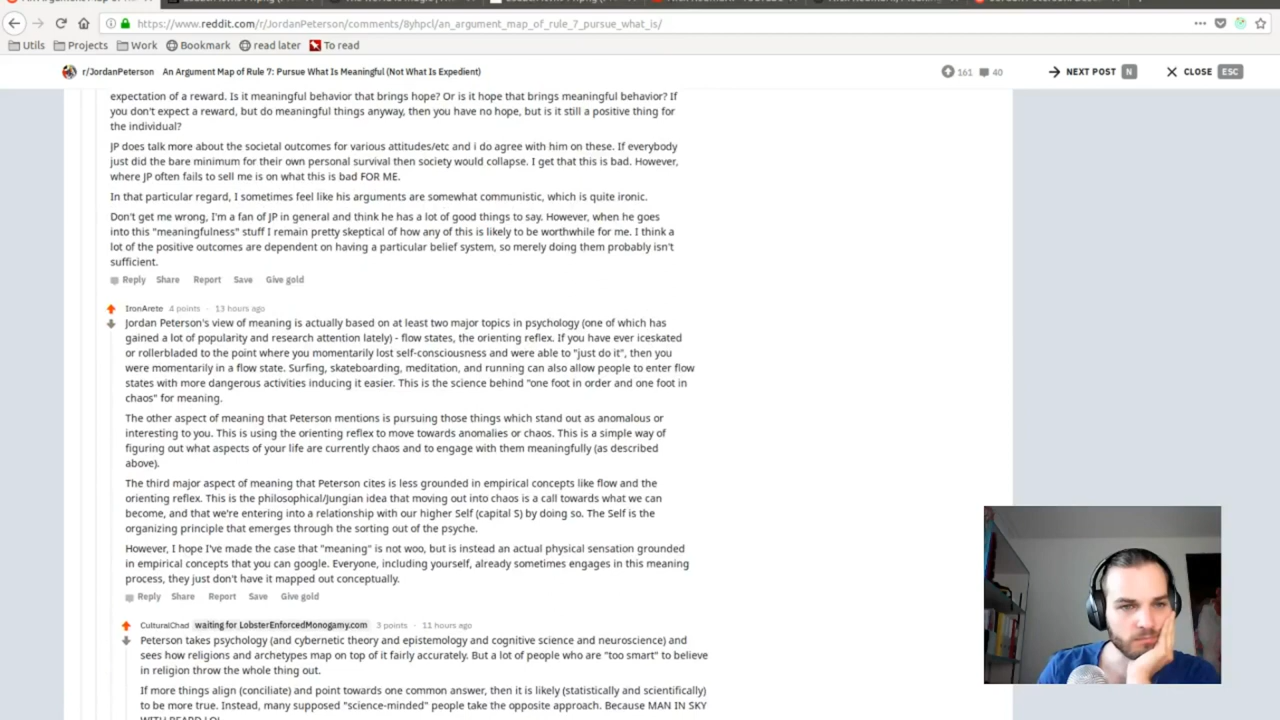 https://www.reddit.com/r/JordanPeterson/comments/8yhpcl/an_argument_map_of_rule_7_pursue_what_is/
Utils Projects Work Bookmark read later To read
r/JordanPeterson An Argument Map of Rule 7: Pursue What Is Meaningful (Not What Is Expedient) 161 40 NEXT POST N CLOSE ESC
expectation of a reward. Is it meaningful behavior that brings hope? Or is it hope that brings meaningful behavior? If
you don't expect a reward, but do meaningful things anyway, then you have no hope, but is it still a positive thing for
the individual?
JP does talk more about the societal outcomes for various attitudes/etc and i do agree with him on these. If everybody
just did the bare minimum for their own personal survival then society would collapse. I get that this is bad. However,
where JP often fails to sell me is on what this is bad FOR ME.
In that particular regard, I sometimes feel like his arguments are somewhat communistic, which is quite ironic.
Don't get me wrong, I'm a fan of JP in general and think he has a lot of good things to say. However, when he goes
into this "meaningfulness" stuff I remain pretty skeptical of how any of this is likely to be worthwhile for me. I think a
lot of the positive outcomes are dependent on having a particular belief system, so merely doing them probably isn't
sufficient.
Reply Share Report Save Give gold
IronArete 4 points · 13 hours ago
Jordan Peterson's view of meaning is actually based on at least two major topics in psychology (one of which has
gained a lot of popularity and research attention lately) - flow states, the orienting reflex. If you have ever iceskated
or rollerbladed to the point where you momentarily lost self-consciousness and were able to "just do it", then you
were momentarily in a flow state. Surfing, skateboarding, meditation, and running can also allow people to enter flow
states with more dangerous activities inducing it easier. This is the science behind "one foot in order and one foot in
chaos" for meaning.
The other aspect of meaning that Peterson mentions is pursuing those things which stand out as anomalous or
interesting to you. This is using the orienting reflex to move towards anomalies or chaos. This is a simple way of
figuring out what aspects of your life are currently chaos and to engage with them meaningfully (as described
above).
The third major aspect of meaning that Peterson cites is less grounded in empirical concepts like flow and the
orienting reflex. This is the philosophical/Jungian idea that moving out into chaos is a call towards what we can
become, and that we're entering into a relationship with our higher Self (capital S) by doing so. The Self is the
organizing principle that emerges through the sorting out of the psyche.
However, I hope I've made the case that "meaning" is not woo, but is instead an actual physical sensation grounded
in empirical concepts that you can google. Everyone, including yourself, already sometimes engages in this meaning
process, they just don't have it mapped out conceptually.
Reply Share Report Save Give gold
CulturalChad waiting for LobsterEnforcedMonogamy.com 3 points · 11 hours ago
Peterson takes psychology (and cybernetic theory and epistemology and cognitive science and neuroscience) and
sees how religions and archetypes map on top of it fairly accurately. But a lot of people who are "too smart" to believe
in religion throw the whole thing out.
If more things align (conciliate) and point towards one common answer, then it is likely (statistically and scientifically)
to be more true. Instead, many supposed "science-minded" people take the opposite approach. Because MAN IN SKY
WITH BEARD LOL